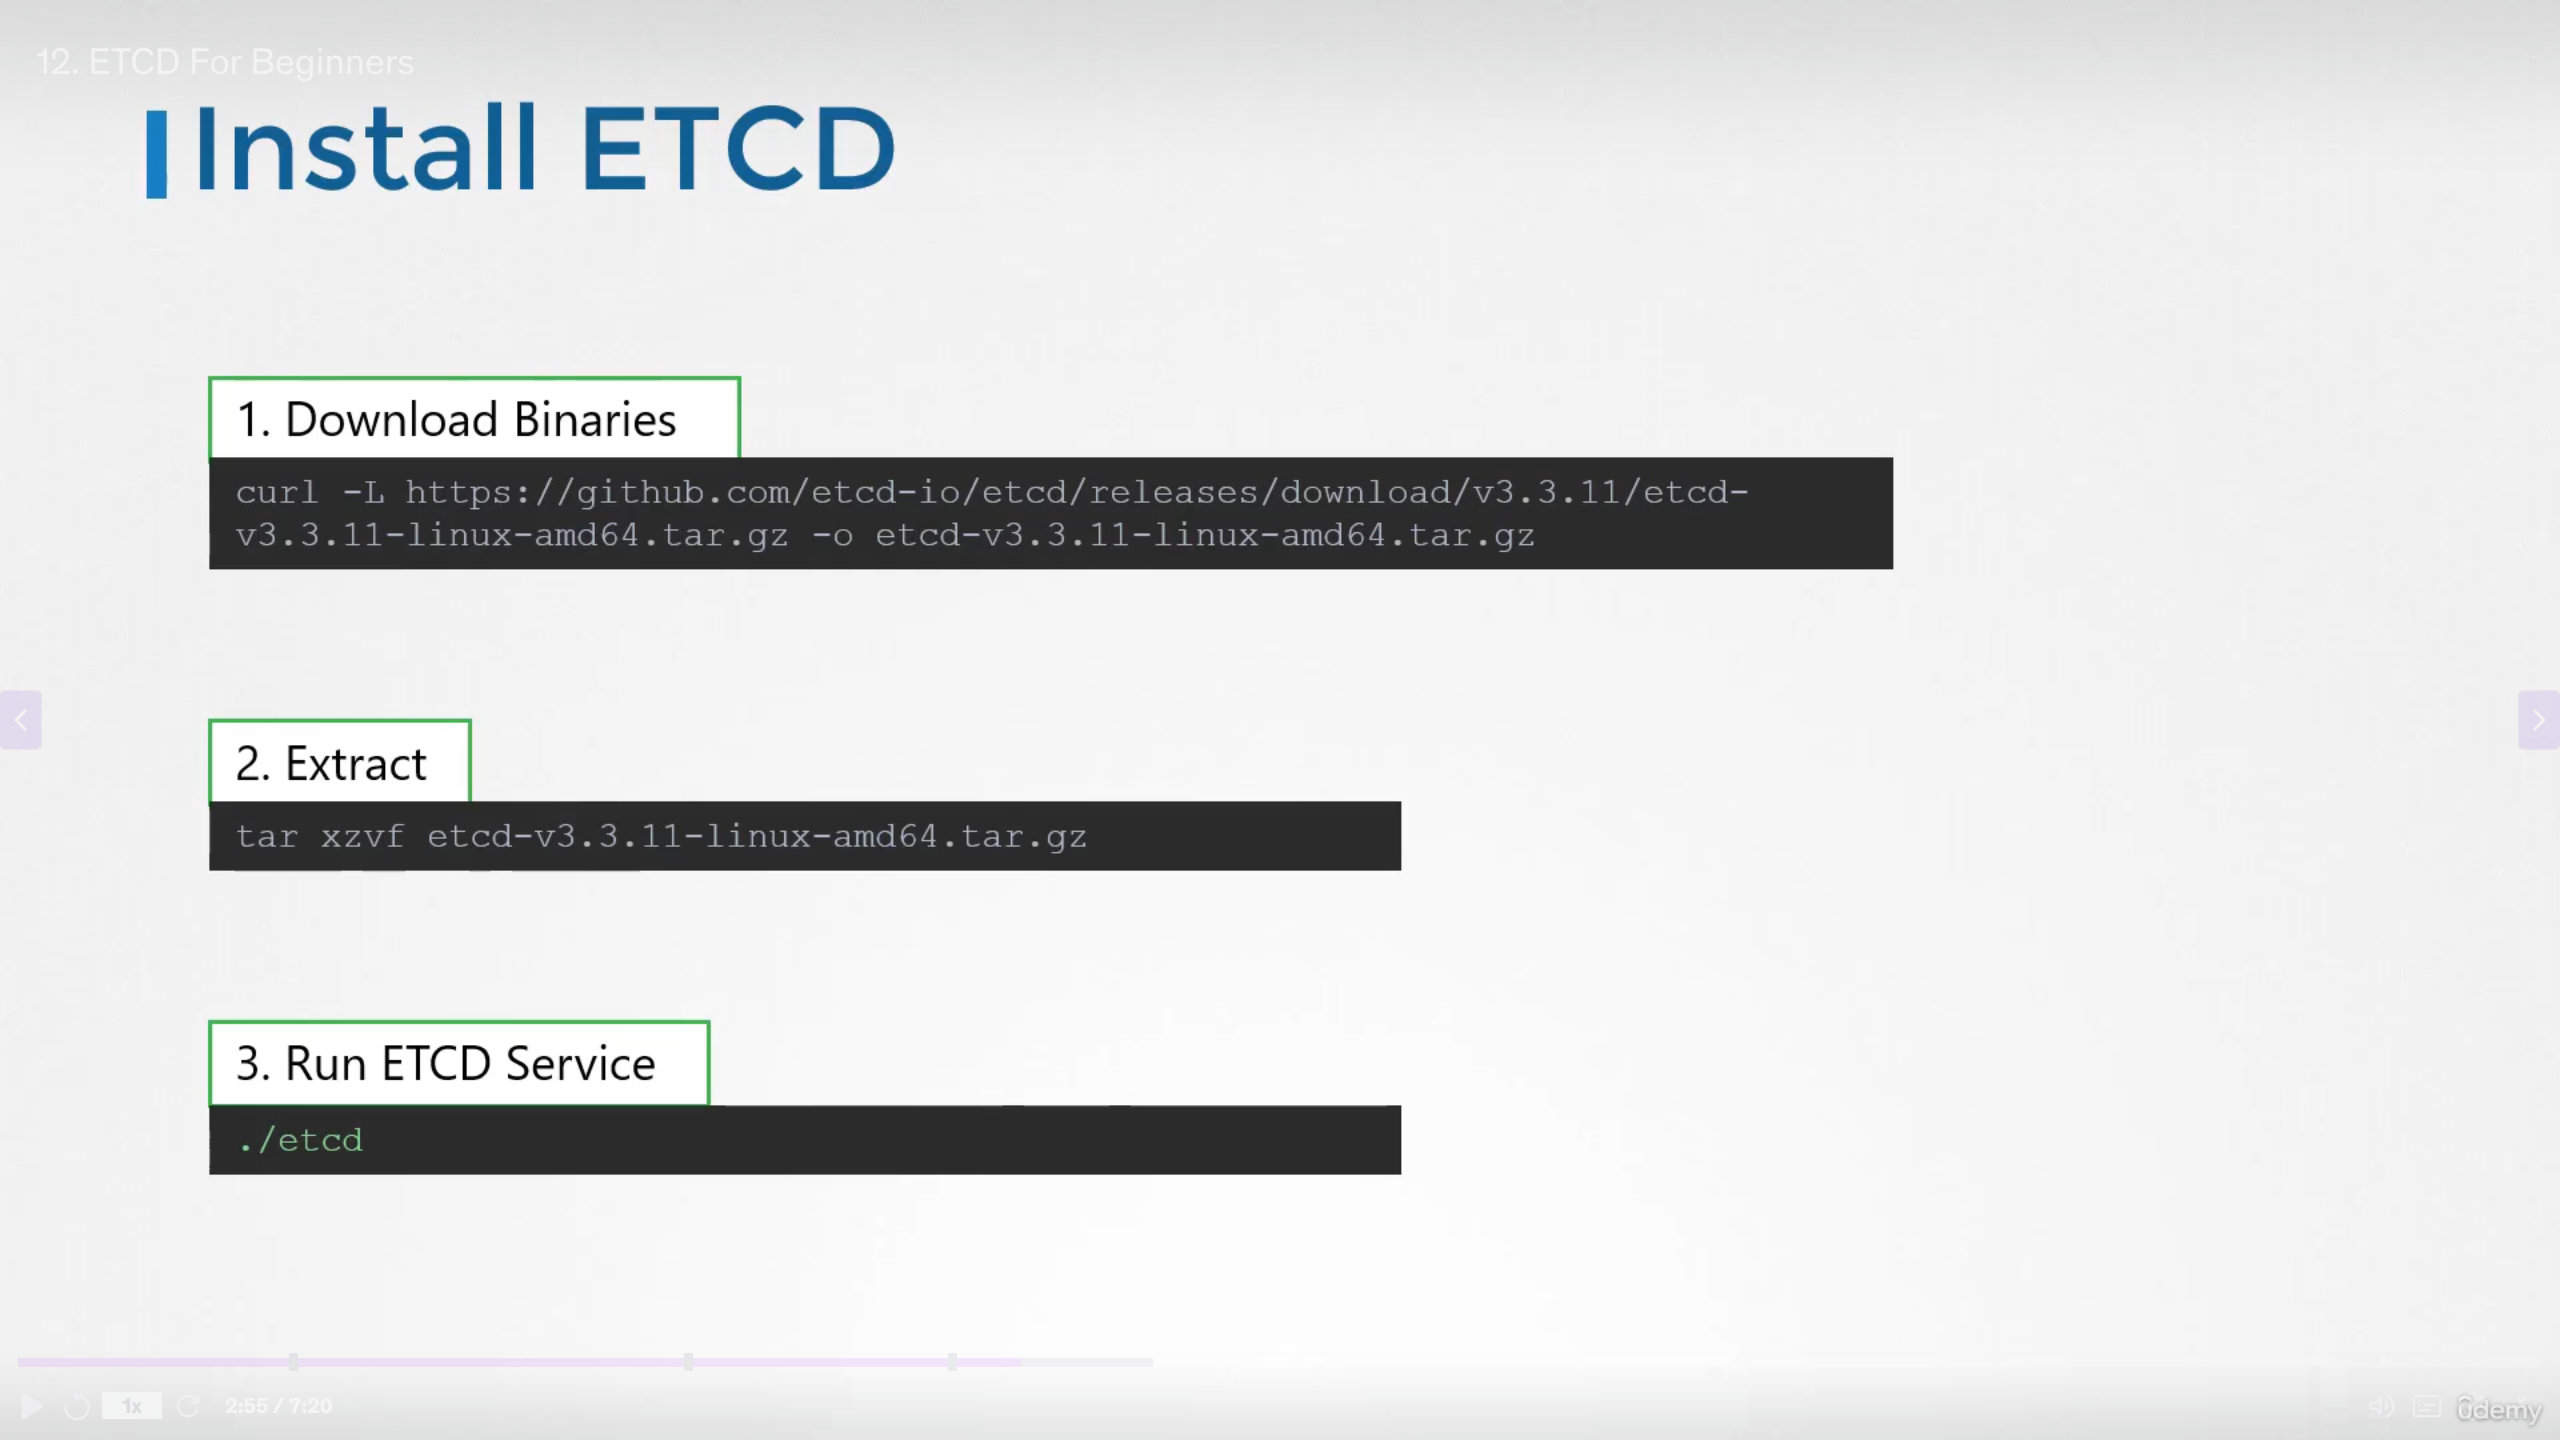 12. ETCD For Beginners
Install ETCD
1. Download Binaries
curl -L https://github.com/etcd-io/etcd/releases/download/v3.3.11/etcd-
v3.3.11-linux-amd64.tar.gz -o etcd-v3.3.11-linux-amd64.tar.gz
2. Extract
tar xzvf etcd-v3.3.11-linux-amd64.tar.gz
3. Run ETCD Service
./etcd
1x
2:55 / 7:20
ûdemy